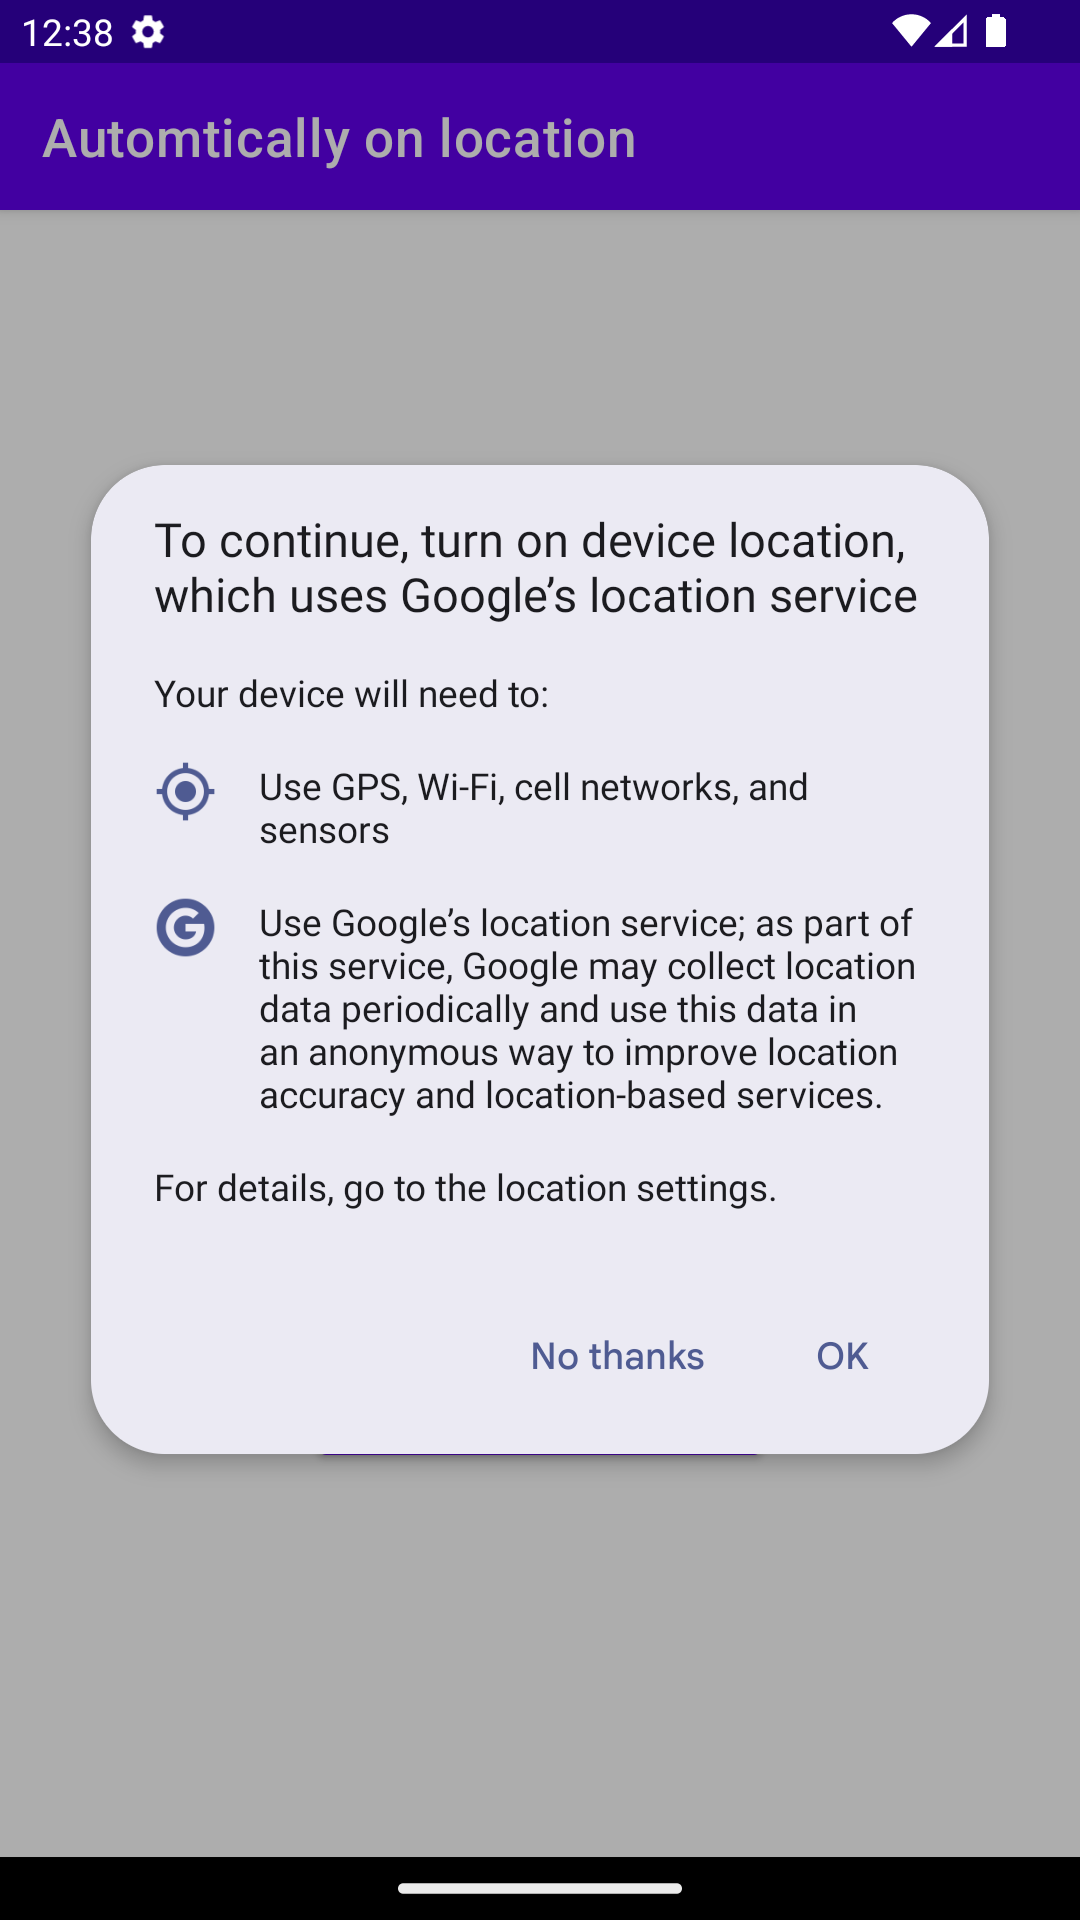 12:38
Automtically on location
To continue, turn on device location,
which uses Google’s location service
Your device will need to:
Use GPS, Wi-Fi, cell networks, and
sensors
Use Google’s location service; as part of
this service, Google may collect location
data periodically and use this data in
an anonymous way to improve location
accuracy and location-based services.
For details, go to the location settings.
No thanks
OK